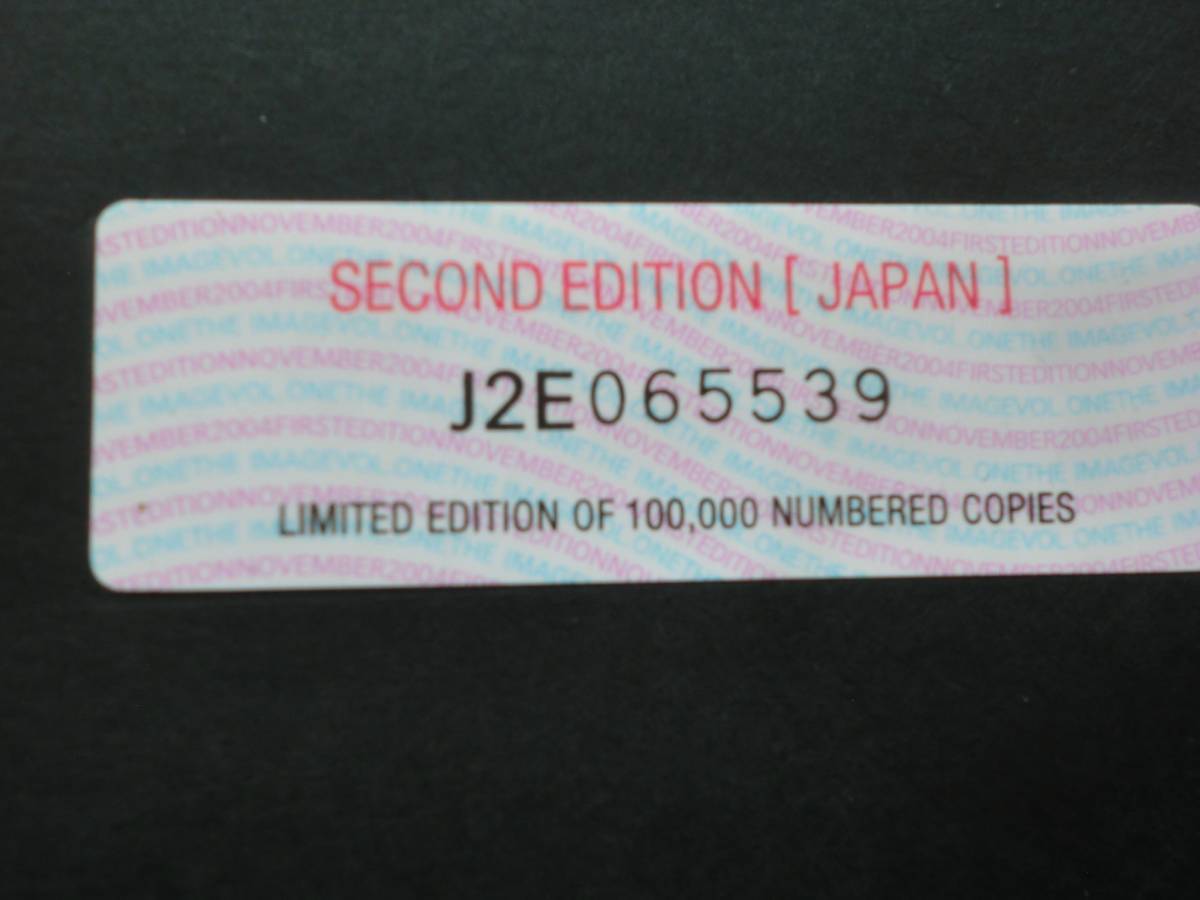 SECOND EDITION [ JAPAN ]
J2E065539
LIMITED EDITION OF 100,000 NUMBERED COPIES